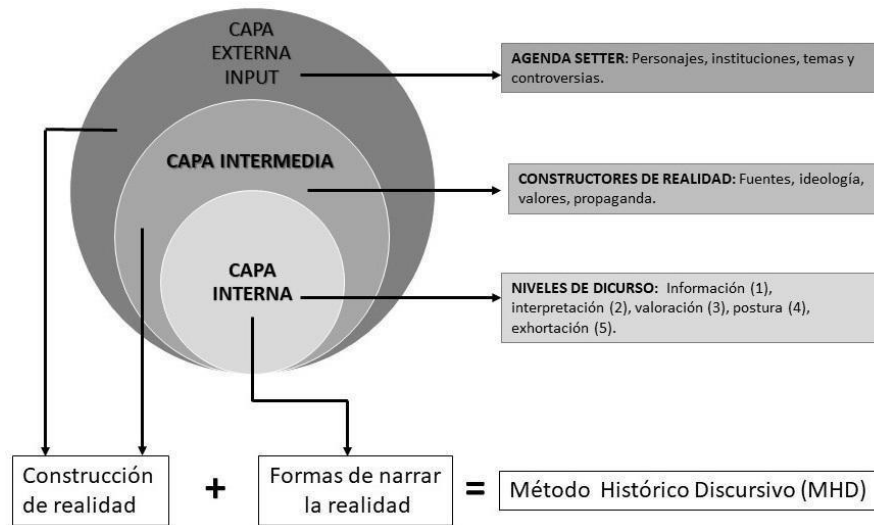 CAPA
EXTERNA
INPUT
AGENDA SETTER: Personajes, instituciones, temas y
controversias.
CAPA INTERMEDIA
CONSTRUCTORES DE REALIDAD: Fuentes, ideología,
valores, propaganda.
CAPA
INTERNA
NIVELES DE DICURSO: Información (1),
interpretación (2), valoración (3), postura (4),
exhortación (5).
Construcción
de realidad
+
Formas de narrar
la realidad
=
Método Histórico Discursivo (MHD)